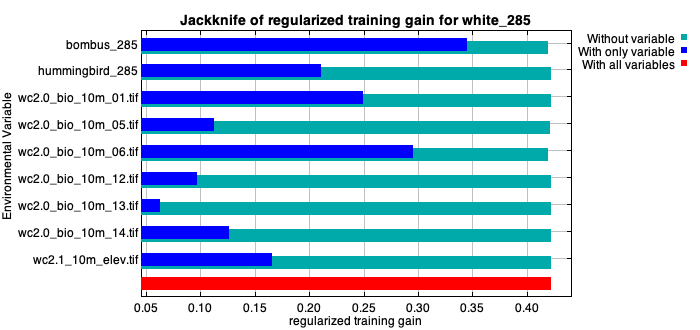 Jackknife of regularized training gain for white_285
Without variable
With only variable
With all variables
Environmental Variable
bombus_285
hummingbird_285
wc2.0_bio_10m_01.tif
wc2.0_bio_10m_05.tif
wc2.0_bio_10m_06.tif
wc2.0_bio_10m_12.tif
wc2.0_bio_10m_13.tif
wc2.0_bio_10m_14.tif
wc2.1_10m_elev.tif
0.05 0.10 0.15 0.20 0.25 0.30 0.35 0.40
regularized training gain